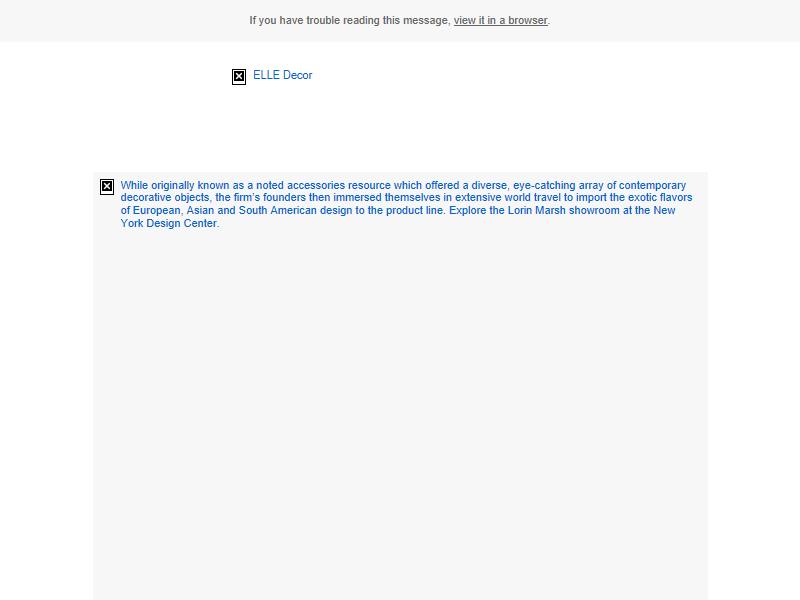 If you have trouble reading this message, view it in a browser.
ELLE Decor
While originally known as a noted accessories resource which offered a diverse, eye-catching array of contemporary
decorative objects, the firm's founders then immersed themselves in extensive world travel to import the exotic flavors
of European, Asian and South American design to the product line. Explore the Lorin Marsh showroom at the New
York Design Center.